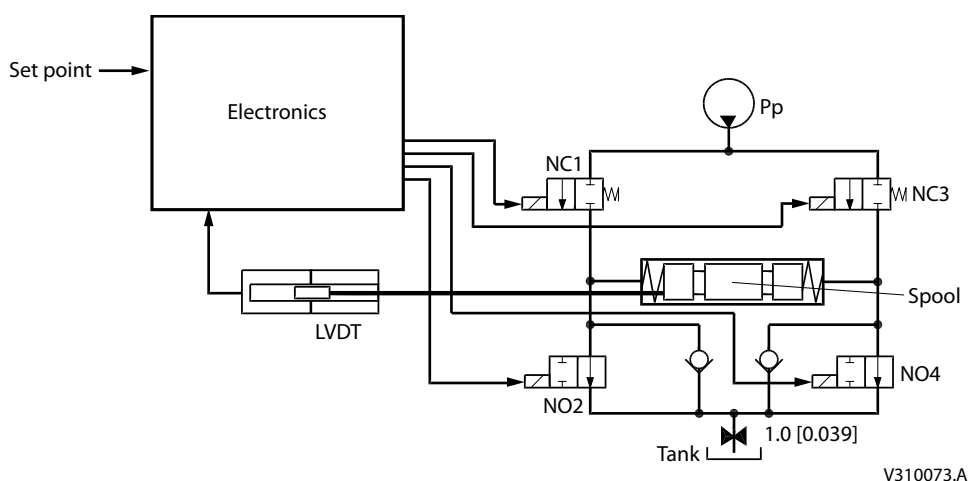 Set point
Electronics
Pp
NC1
NC3
Spool
LVDT
NO2
NO4
1.0 [0.039]
Tank
V310073.A